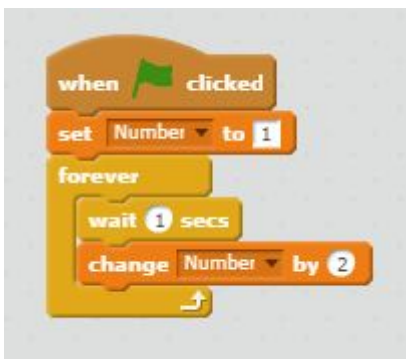 when clicked
set Number to 1
forever
wait 1 secs
change Number by 2